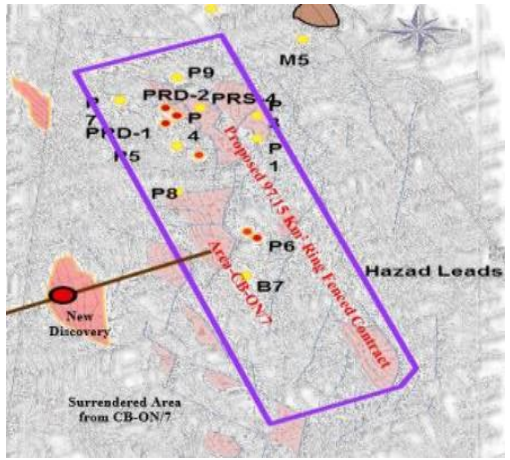 M5
P9
PRD-2
PRS-4
P
7
P
3
PRD-1
P
4
P5
P
1
P8
P6
B7
Proposed 97.15 Km² Ring Fenced Contract
Area-CB-ON/7
Hazad Leads
New
Discovery
Surrendered Area
from CB-ON/7